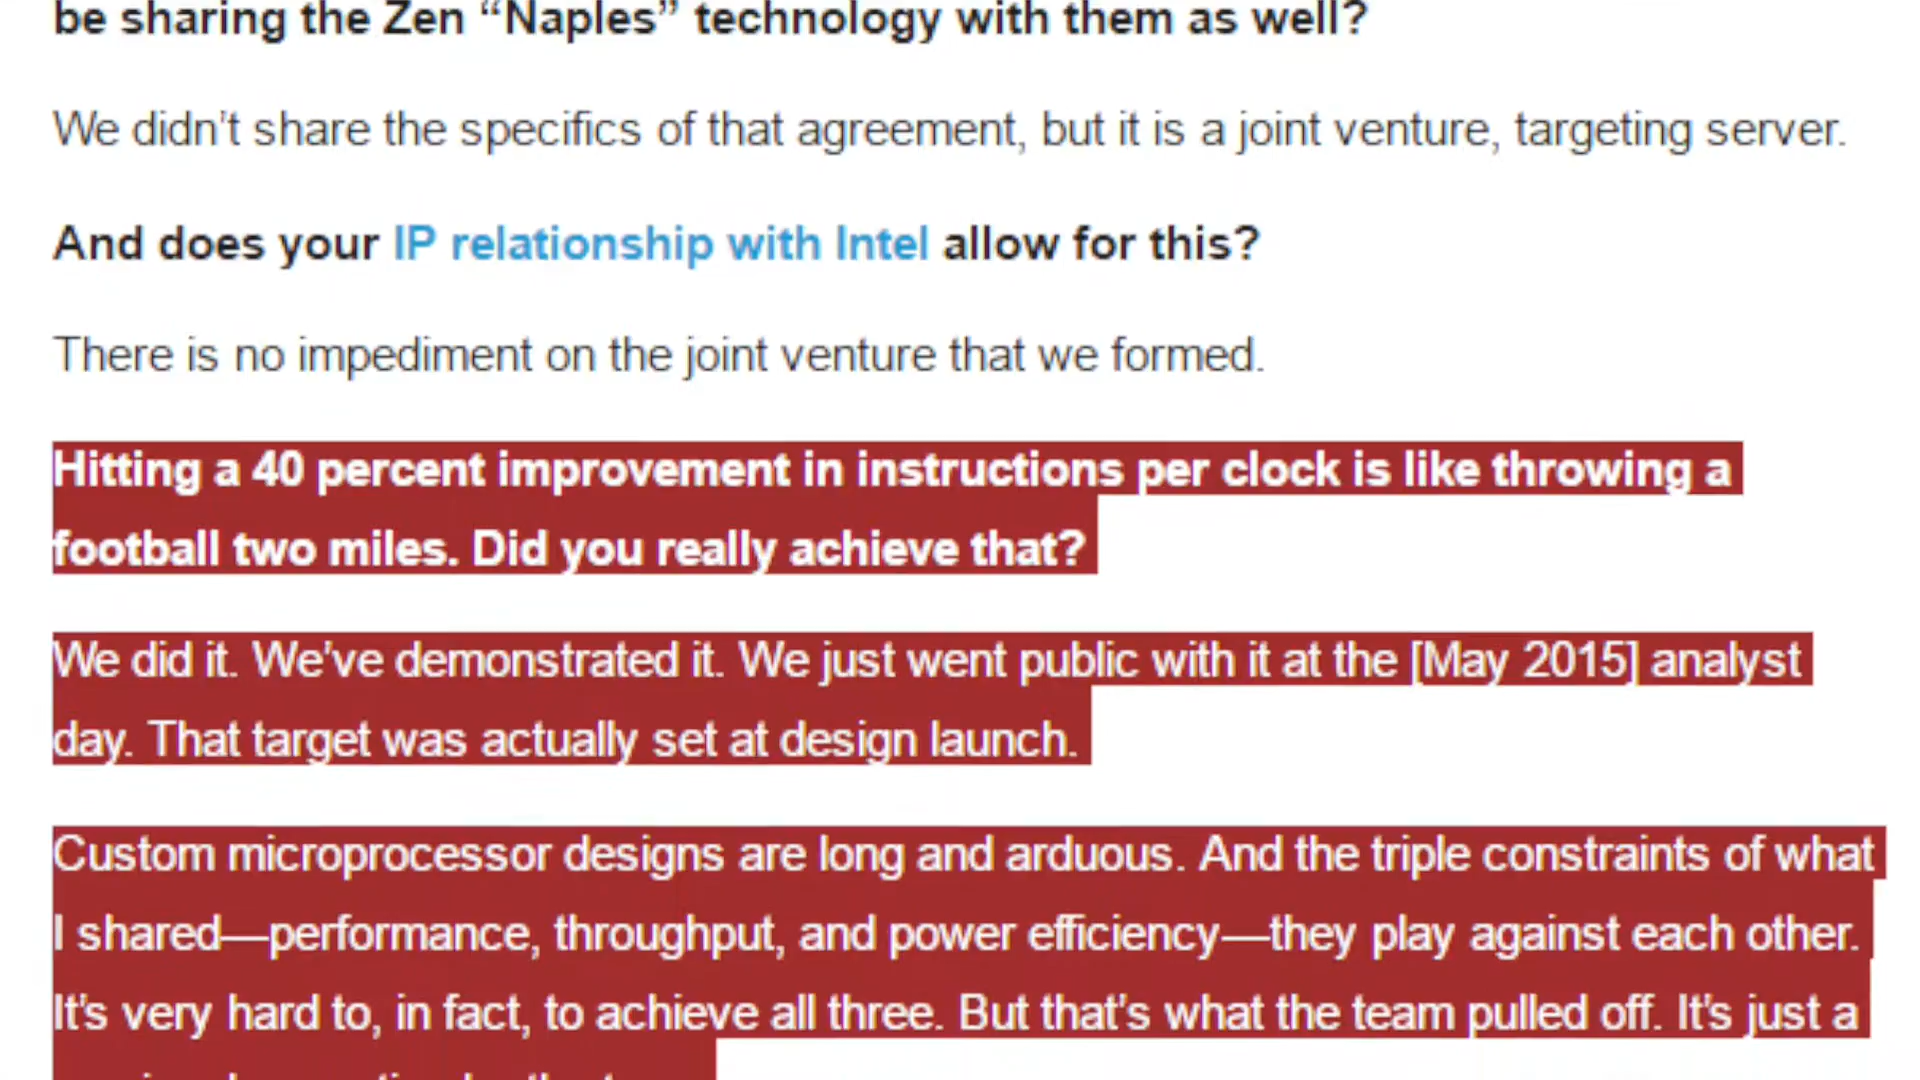 be sharing the Zen “Naples” technology with them as well?
We didn’t share the specifics of that agreement, but it is a joint venture, targeting server.
And does your IP relationship with Intel allow for this?
There is no impediment on the joint venture that we formed.
Hitting a 40 percent improvement in instructions per clock is like throwing a
football two miles. Did you really achieve that?
We did it. We’ve demonstrated it. We just went public with it at the [May 2015] analyst
day. That target was actually set at design launch.
Custom microprocessor designs are long and arduous. And the triple constraints of what
I shared—performance, throughput, and power efficiency—they play against each other.
It’s very hard to, in fact, to achieve all three. But that’s what the team pulled off. It’s just a